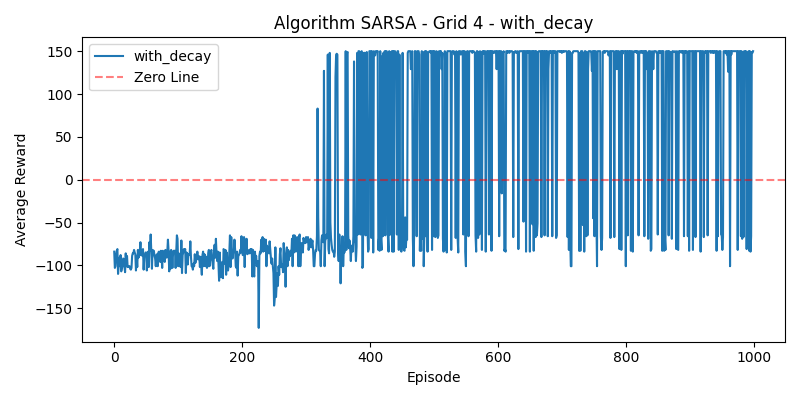 Algorithm SARSA - Grid 4 - with_decay
with_decay
Zero Line
Average Reward
150
100
50
0
−50
−100
−150
0
200
400
600
800
1000
Episode